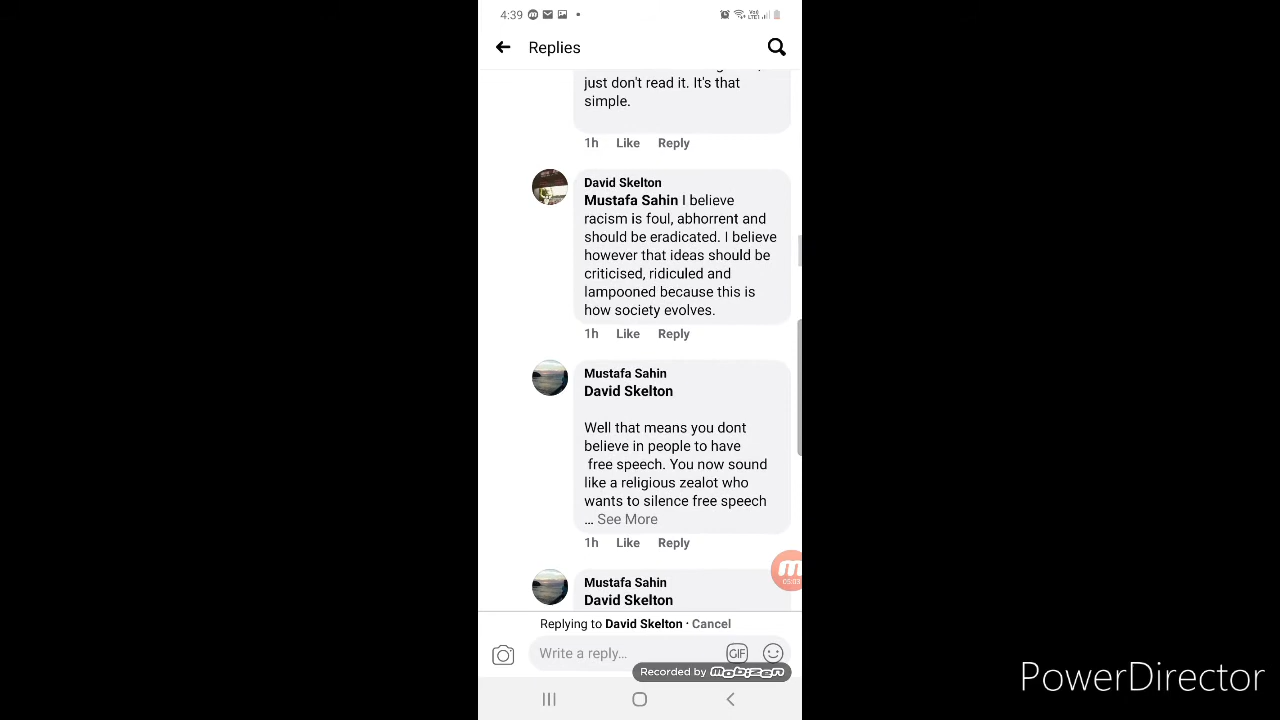 4:39
Replies
just don't read it. It's that
simple.
1h Like Reply
David Skelton
Mustafa Sahin I believe
racism is foul, abhorrent and
should be eradicated. I believe
however that ideas should be
criticised, ridiculed and
lampooned because this is
how society evolves.
1h Like Reply
Mustafa Sahin
David Skelton
Well that means you dont
believe in people to have
free speech. You now sound
like a religious zealot who
wants to silence free speech
... See More
1h Like Reply
05:03
Mustafa Sahin
David Skelton
Replying to David Skelton · Cancel
Write a reply... GIF
Recorded by mobizen
PowerDirector